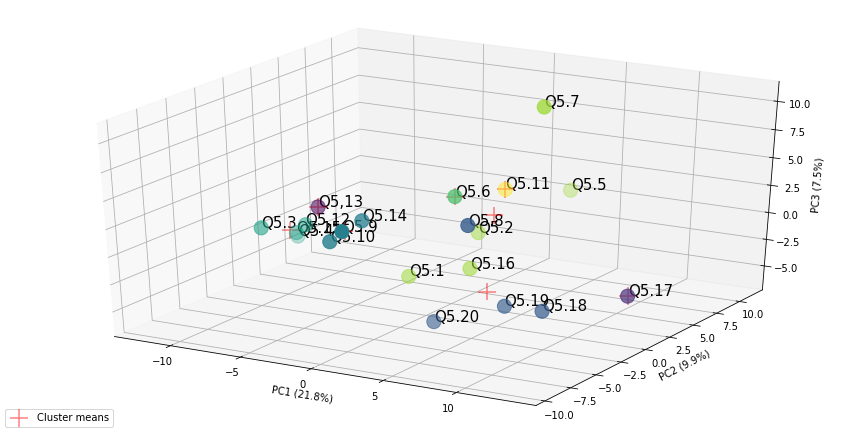 Q5.7
Q5.11
Q5.5
Q5.6
Q5,13
Q5.3
Q5.12
Q5.14
Q5.10
Q5.8
Q5.2
Q5.1
Q5.16
Q5.17
Q5.19
Q5.18
Q5.20
10.0
7.5
5.0
2.5
0.0
−2.5
−5.0
PC3 (7.5%)
10.0
7.5
5.0
2.5
0.0
−2.5
−5.0
−7.5
−10.0
PC2 (9.9%)
−10
−5
0
5
10
PC1 (21.8%)
Cluster means